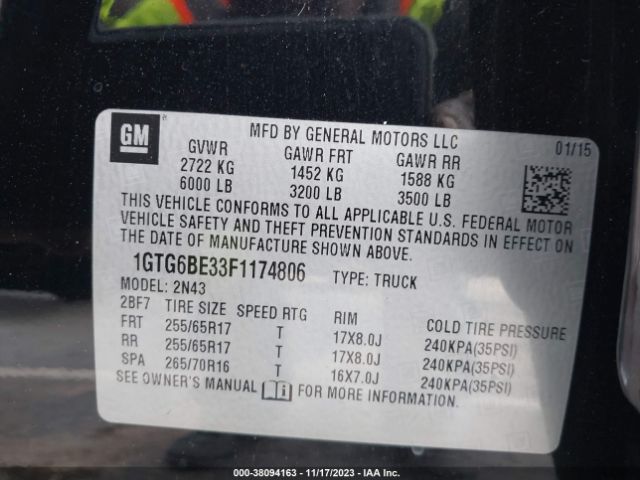 GM
MFD BY GENERAL MOTORS LLC
01/15
GVWR GAWR FRT GAWR RR
2722 KG 1452 KG 1588 KG
6000 LB 3200 LB 3500 LB
THIS VEHICLE CONFORMS TO ALL APPLICABLE U.S. FEDERAL MOTOR
VEHICLE SAFETY AND THEFT PREVENTION STANDARDS IN EFFECT ON
THE DATE OF MANUFACTURE SHOWN ABOVE.
1GTG6BE33F1174806 TYPE: TRUCK
MODEL: 2N43
2BF7 TIRE SIZE SPEED RTG RIM COLD TIRE PRESSURE
FRT 255/65R17 T 17X8.0J 240KPA(35PSI)
RR 255/65R17 T 17X8.0J 240KPA(35PSI)
SPA 265/70R16 T 16X7.0J 240KPA(35PSI)
SEE OWNER'S MANUAL FOR MORE INFORMATION.
000-38094163 - 11/17/2023 - IAA Inc.